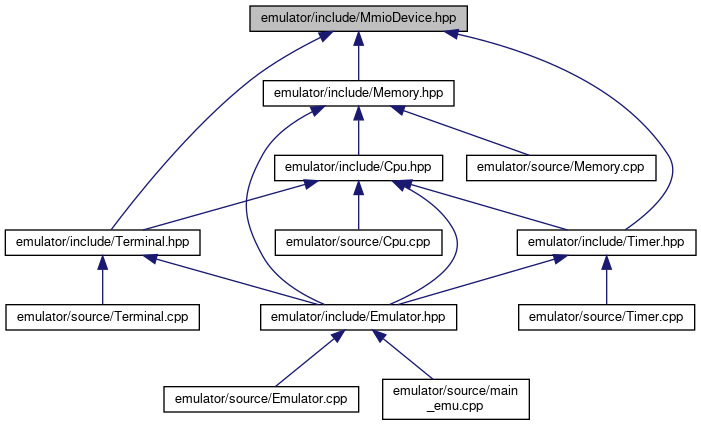 emulator/include/MmioDevice.hpp
emulator/include/Memory.hpp
emulator/include/Cpu.hpp
emulator/source/Memory.cpp
emulator/include/Terminal.hpp
emulator/source/Cpu.cpp
emulator/include/Timer.hpp
emulator/source/Terminal.cpp
emulator/include/Emulator.hpp
emulator/source/Timer.cpp
emulator/source/Emulator.cpp
emulator/source/main
_emu.cpp